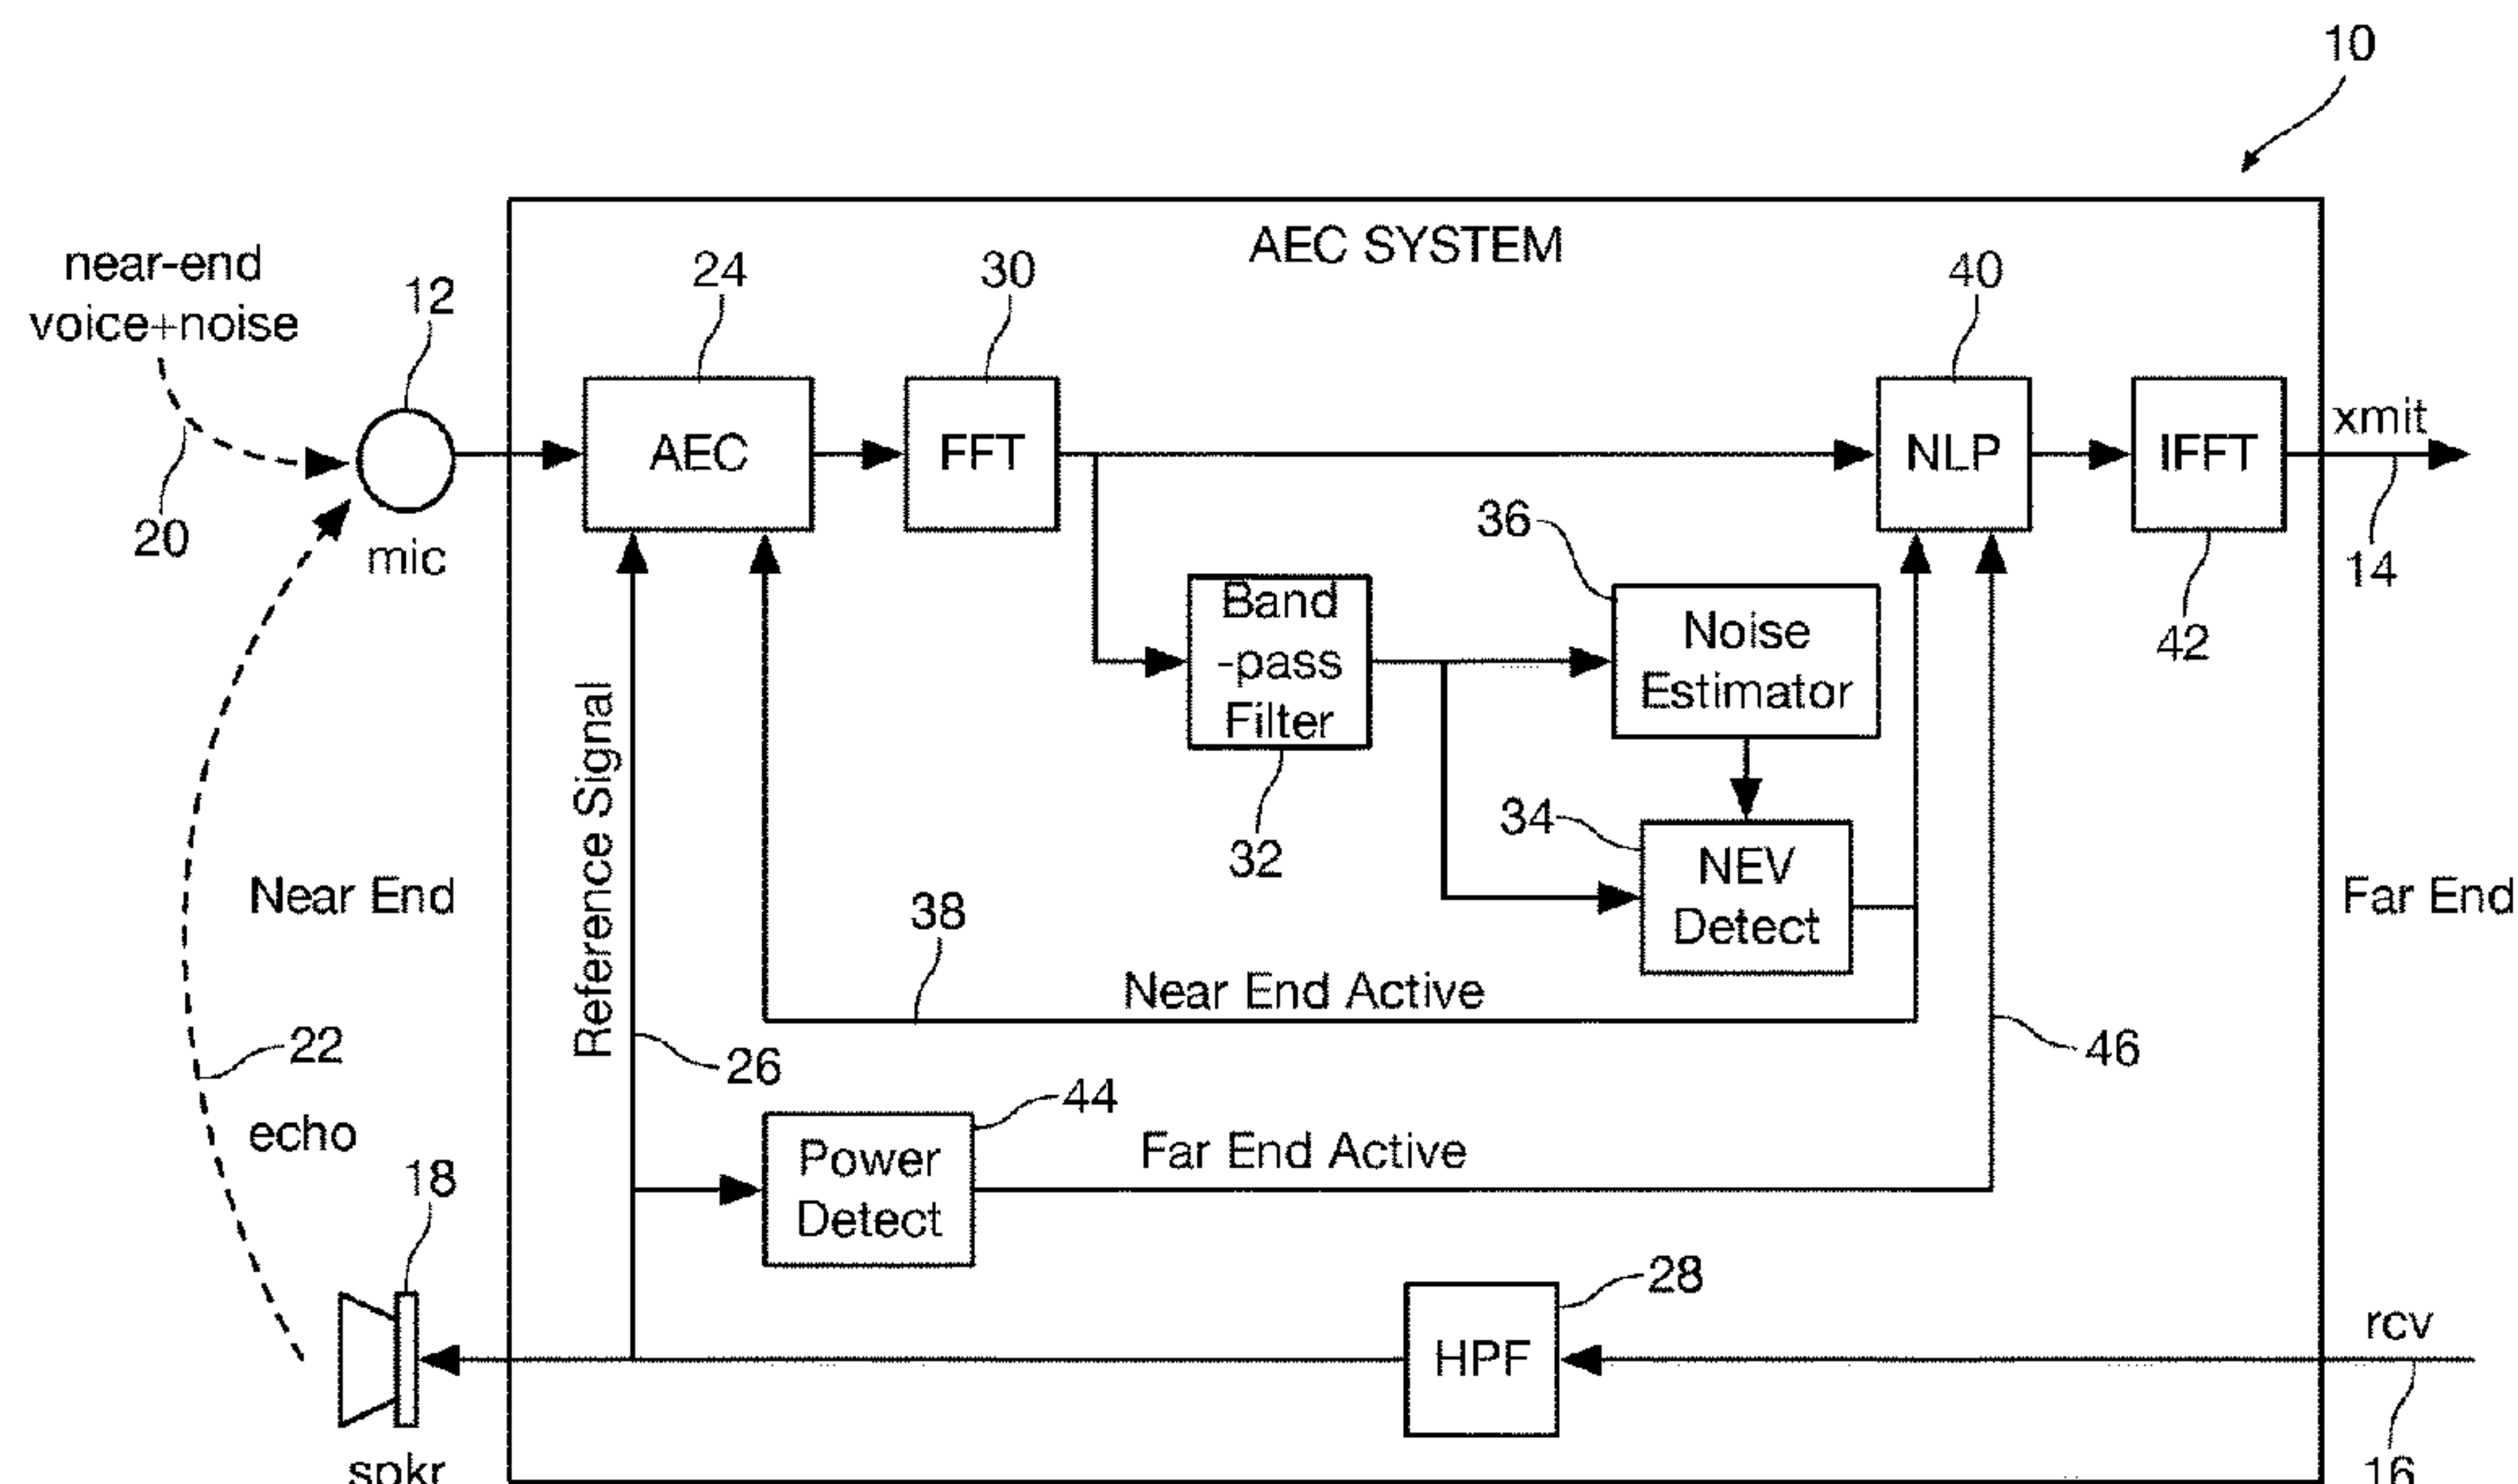 10
AEC SYSTEM
near-end
voice+noise
12
24
30
40
AEC
FFT
NLP
IFFT
xmit
20
mic
36
14
42
Band
-pass
Filter
Noise
Estimator
32
34
NEV
Detect
Reference Signal
Near End
Far End
38
Near End Active
22
26
46
echo
44
Power
Detect
Far End Active
18
28
HPF
rcv
spkr
16